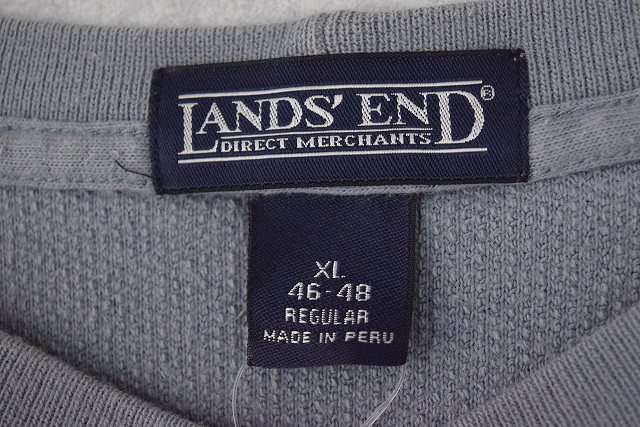 LANDS' END®
DIRECT MERCHANTS
XL
46-48
REGULAR
MADE IN PERU